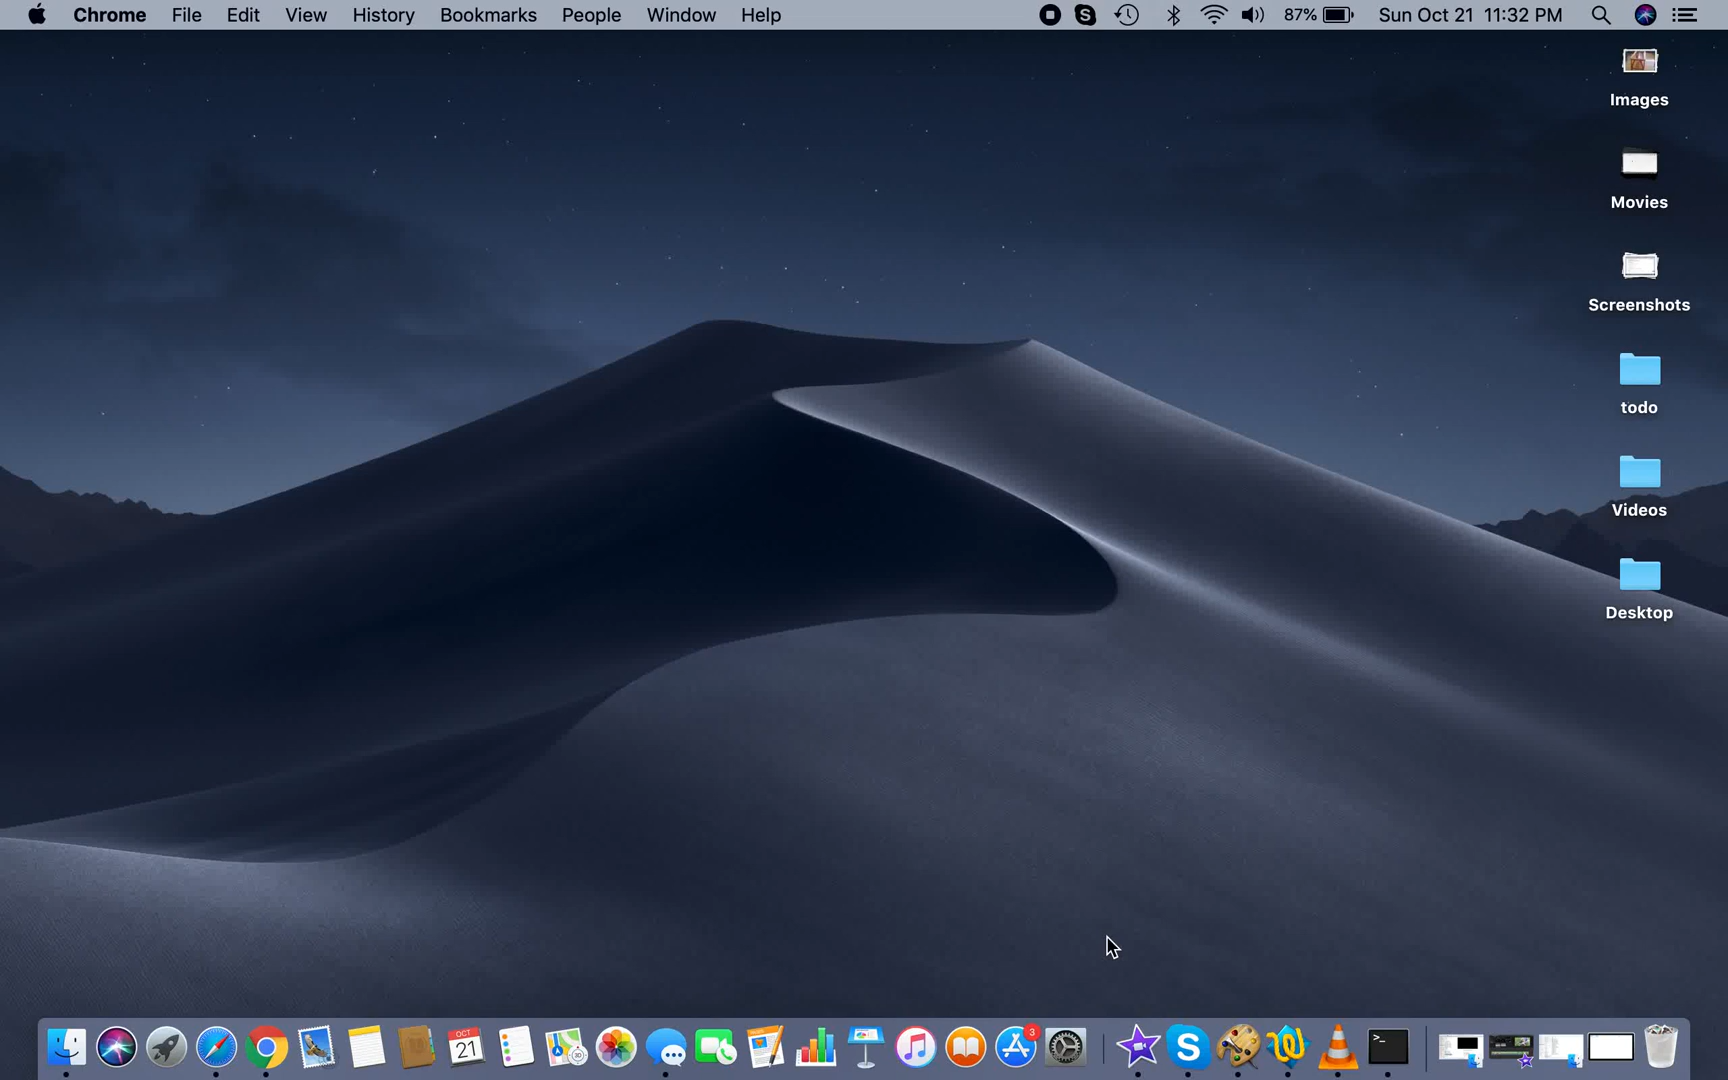 Chrome File Edit View History Bookmarks People Window Help 87% Sun Oct 21 11:32 PM
Images
Movies
Screenshots
todo
Videos
Desktop
OCT
21
3